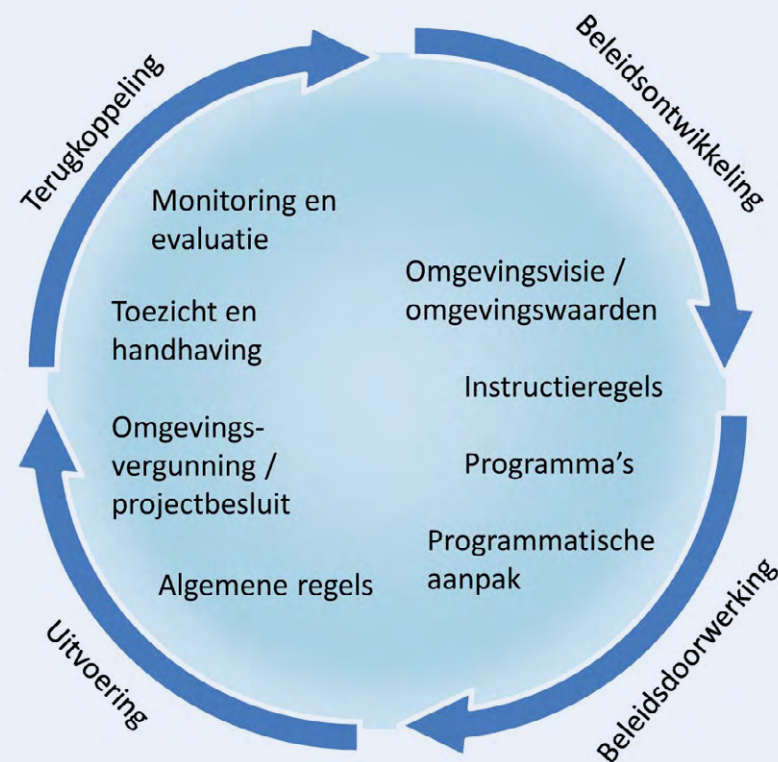 Terugkoppeling
Beleidsontwikkeling
Monitoring en
evaluatie
Omgevingsvisie /
omgevingswaarden
Toezicht en
handhaving
Instructieregels
Omgevings-
vergunning /
projectbesluit
Programma’s
Programmatische
aanpak
Algemene regels
Uitvoering
Beleidsdoorwerking